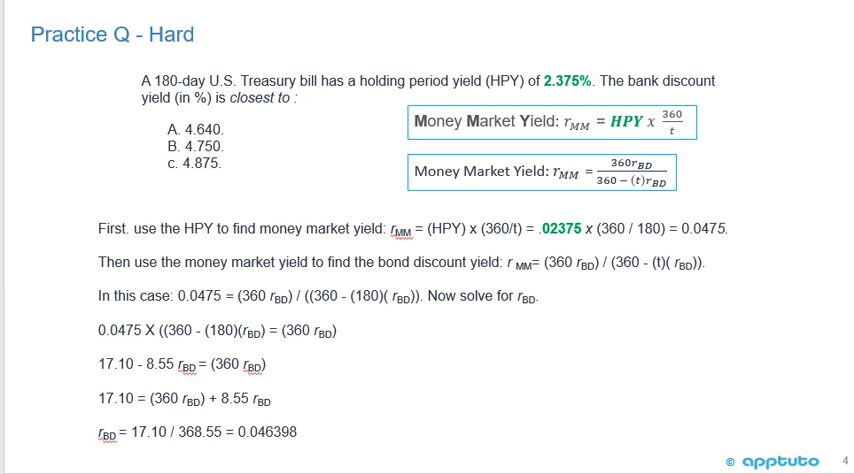 Practice Q - Hard
A 180-day U.S. Treasury bill has a holding period yield (HPY) of 2.375%. The bank discount
yield (in %) is closest to :
A. 4.640.
B. 4.750.
c. 4.875.
Money Market Yield: rMM = HPY x 360/t
Money Market Yield: rMM = 360rBD / 360 − (t)rBD
First. use the HPY to find money market yield: rMM = (HPY) x (360/t) = .02375 x (360 / 180) = 0.0475.
Then use the money market yield to find the bond discount yield: r MM= (360 rBD) / (360 - (t)( rBD)).
In this case: 0.0475 = (360 rBD) / ((360 - (180)( rBD)). Now solve for rBD.
0.0475 X ((360 - (180)(rBD) = (360 rBD)
17.10 - 8.55 rBD = (360 rBD)
17.10 = (360 rBD) + 8.55 rBD
rBD = 17.10 / 368.55 = 0.046398
© apptuto
4